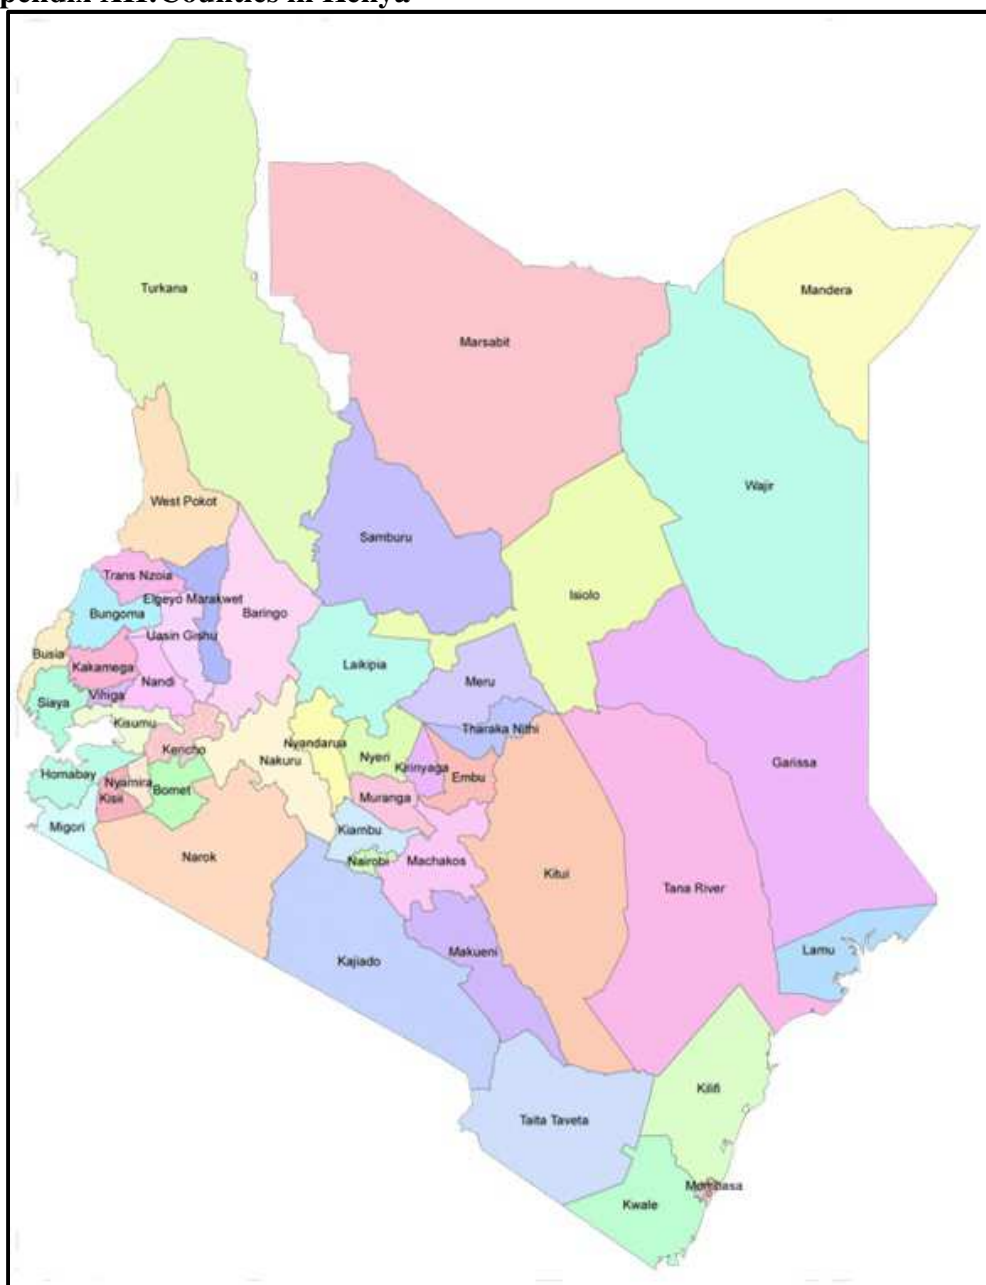 pendix XII:Counties in Kenya
Turkana
Mandera
Marsabit
Wajir
West Pokot
Samburu
Trans Nzoia
Isiolo
Elgeyo Marakwet
Bungoma
Baringo
Uasin Gishu
Busia
Kakamega
Laikipia
Nandi
Meru
Vihiga
Siaya
Kisumu
Tharaka Nithi
Kericho
Nyandarua
Nyeri
Nakuru
Garissa
Kirinyaga
Homabay
Nyamira
Embu
Bomet
Kisii
Muranga
Migori
Kiambu
Narok
Nairobi
Machakos
Kitui
Tana River
Lamu
Makueni
Kajiado
Kilifi
Taita Taveta
Mombasa
Kwale